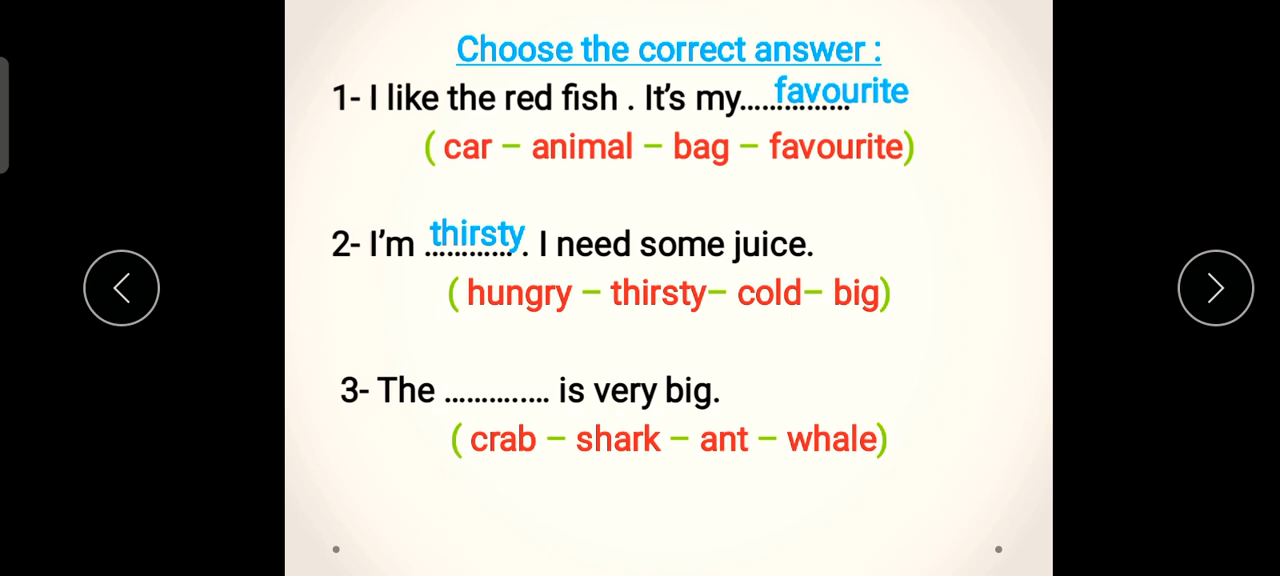 Choose the correct answer :
1- I like the red fish . It's my...............favourite
( car – animal – bag – favourite)
2- I'm ............. thirsty . I need some juice.
( hungry – thirsty– cold– big)
3- The ............. is very big.
( crab – shark – ant – whale)